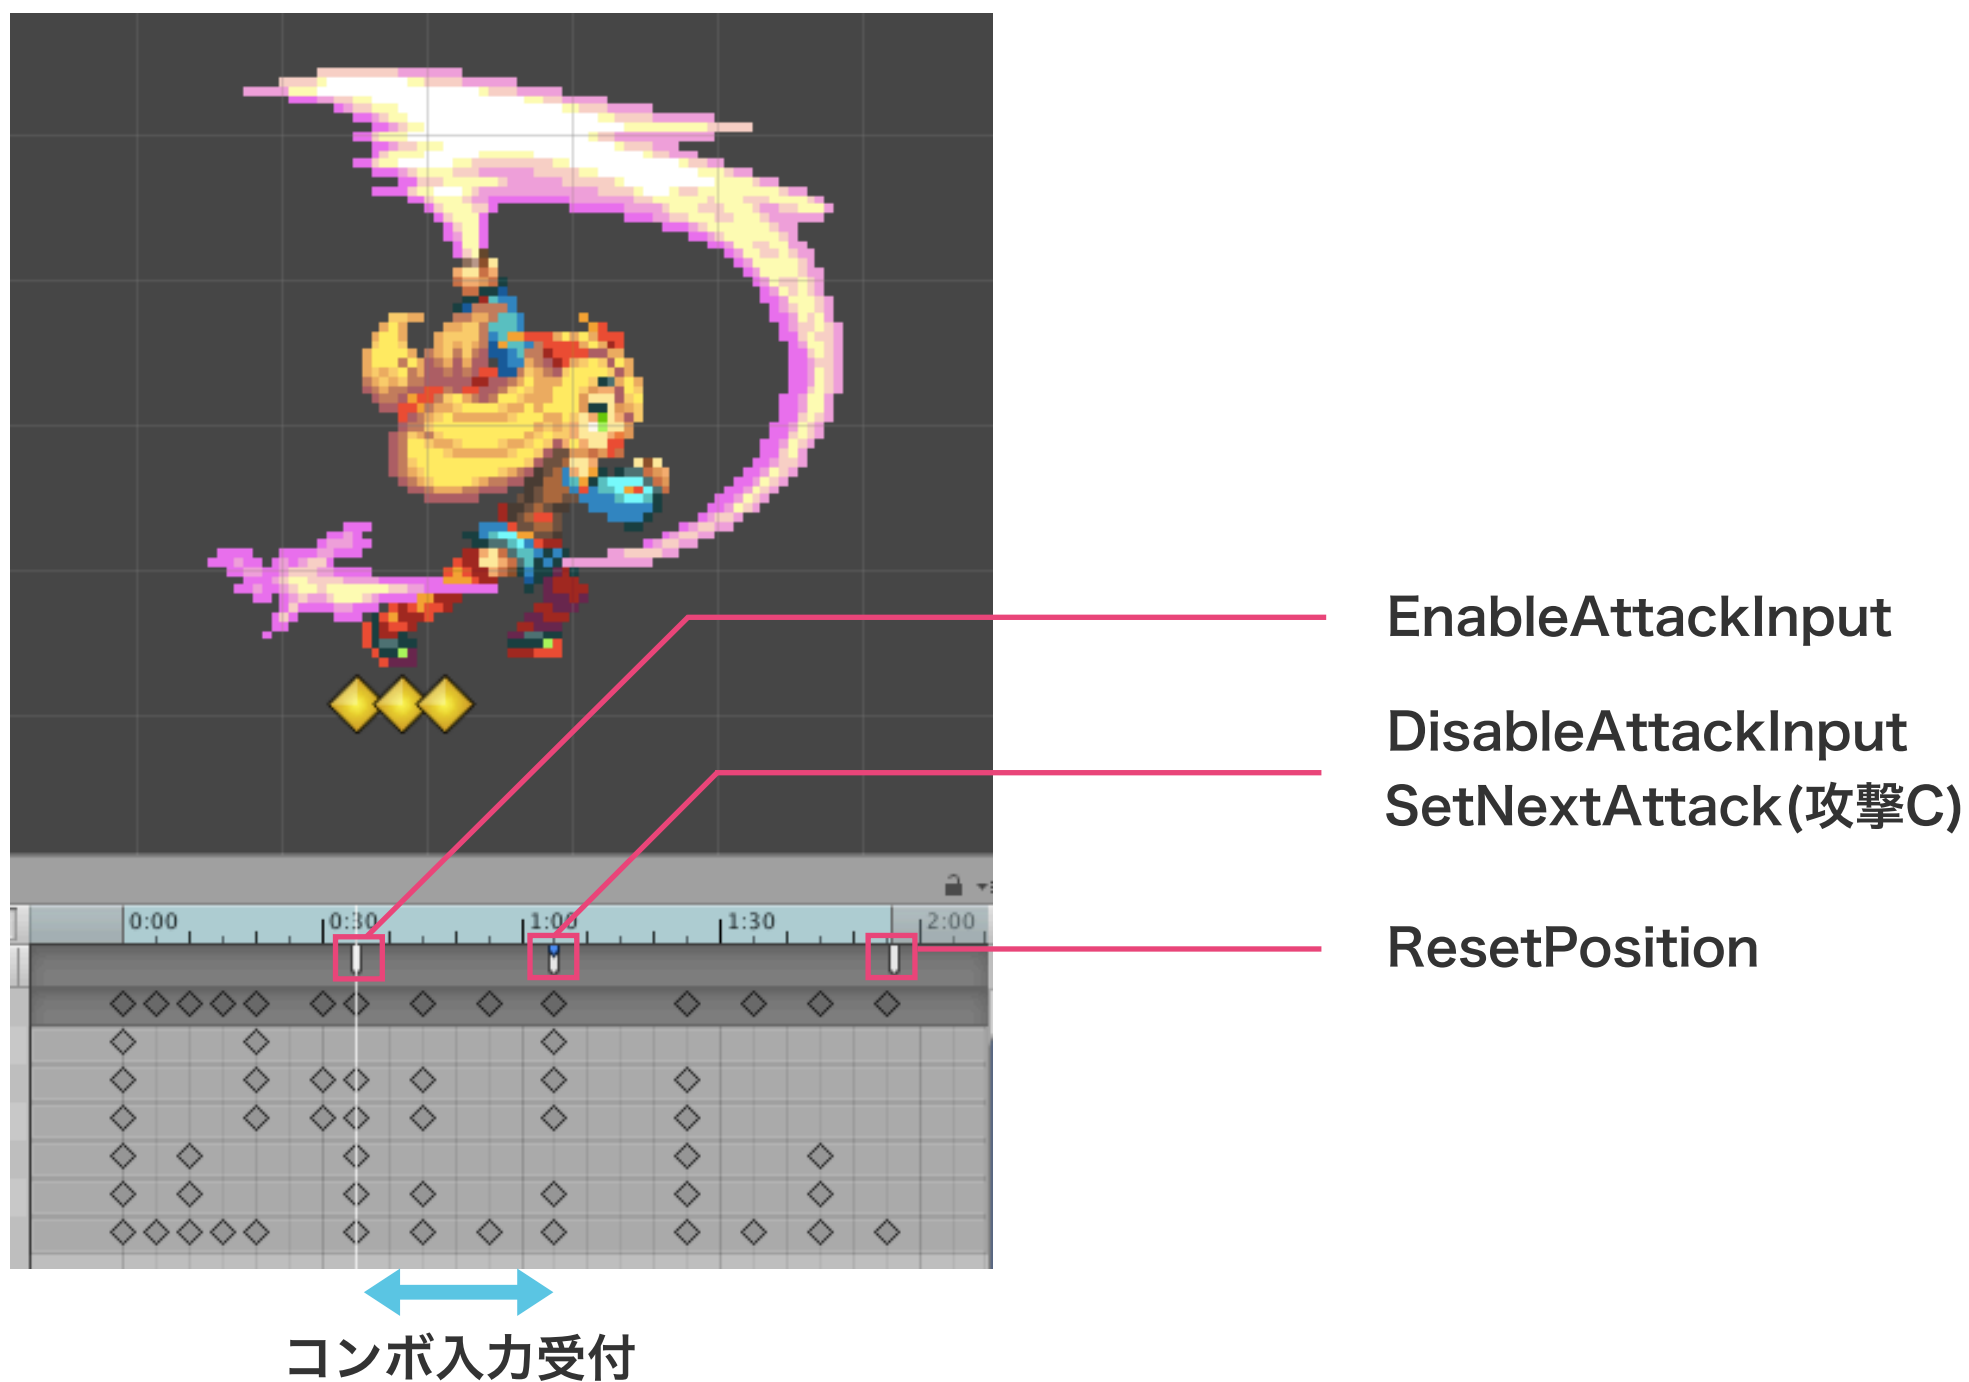 EnableAttackInput
DisableAttackInput
SetNextAttack(攻撃C)
ResetPosition
0:00 0:30 1:00 1:30 2:00
コンボ入力受付